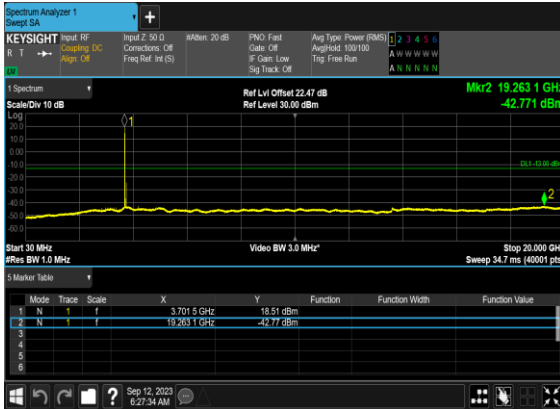 Spectrum Analyzer 1
Swept SA
+
KEYSIGHT Input: RF Input Z: 50 Ω #Atten: 20 dB PNO: Fast Avg Type: Power (RMS) 1 2 3 4 5 6
R T Coupling: DC Corrections: Off Gate: Off Avg|Hold: 100/100 A W W W W W
Align: Off Freq Ref: Int (S) IF Gain: Low Trig: Free Run
Sig Track: Off A N N N N N
1 Spectrum Ref Lvl Offset 22.47 dB Mkr2 19.263 1 GHz
Scale/Div 10 dB Ref Level 30.00 dBm -42.771 dBm
Log
20.0
10.0
0.00
-10.0
-20.0
-30.0
-40.0
-50.0
-60.0
1
DL1 -13.00 dBm
2
Start 30 MHz Video BW 3.0 MHz* Stop 20.000 GHz
#Res BW 1.0 MHz Sweep 34.7 ms (40001 pts)
5 Marker Table
Mode Trace Scale X Y Function Function Width Function Value
1 N 1 f 3.701 5 GHz 18.51 dBm
2 N 1 f 19.263 1 GHz -42.77 dBm
3
4
5
6
? Sep 12, 2023
6:27:34 AM